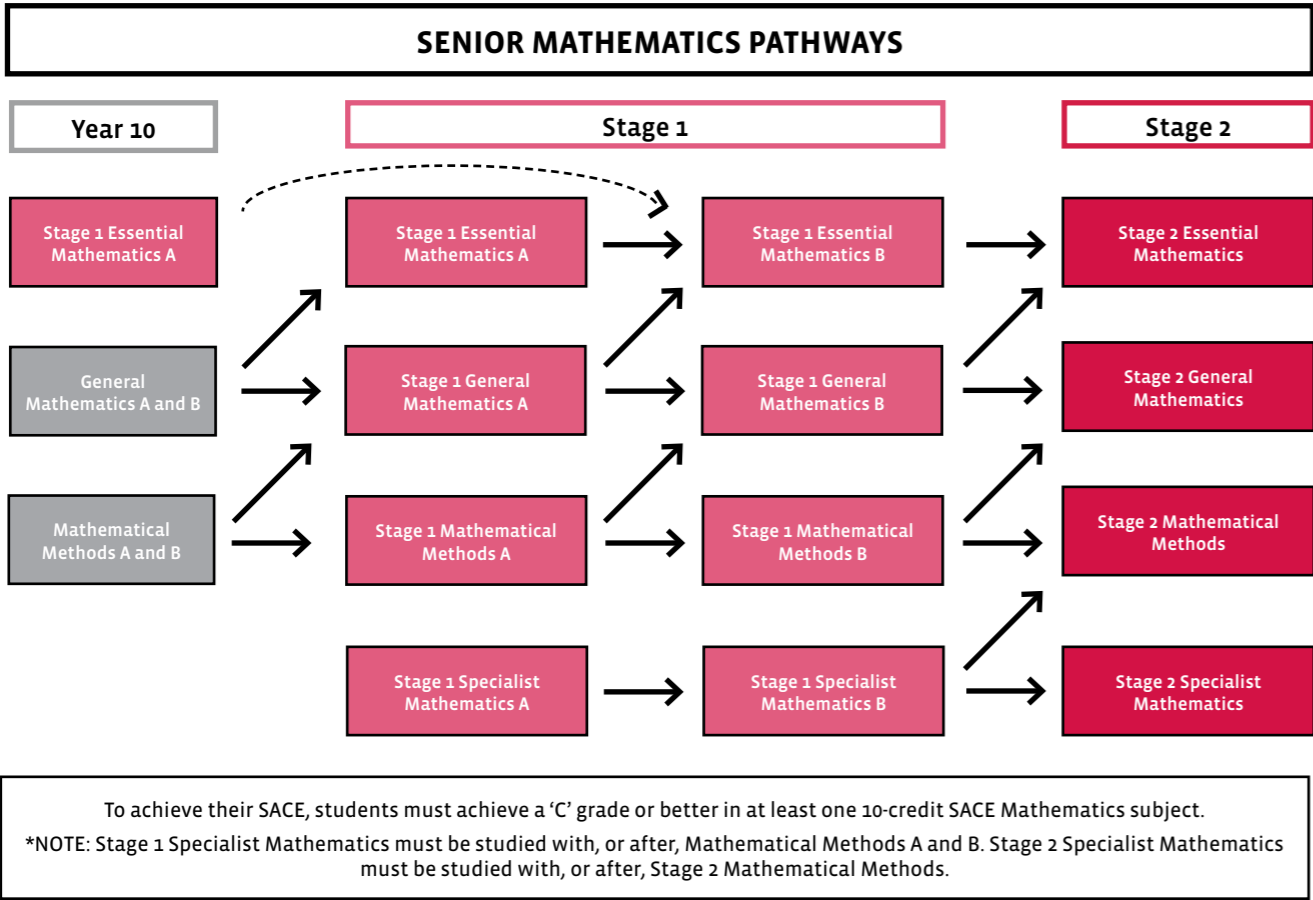 SENIOR MATHEMATICS PATHWAYS
Year 10
Stage 1
Stage 2
Stage 1 Essential
Mathematics A
Stage 1 Essential
Mathematics A
Stage 1 Essential
Mathematics B
Stage 2 Essential
Mathematics
General
Mathematics A and B
Stage 1 General
Mathematics A
Stage 1 General
Mathematics B
Stage 2 General
Mathematics
Mathematical
Methods A and B
Stage 1 Mathematical
Methods A
Stage 1 Mathematical
Methods B
Stage 2 Mathematical
Methods
Stage 1 Specialist
Mathematics A
Stage 1 Specialist
Mathematics B
Stage 2 Specialist
Mathematics
To achieve their SACE, students must achieve a ‘C’ grade or better in at least one 10-credit SACE Mathematics subject.
*NOTE: Stage 1 Specialist Mathematics must be studied with, or after, Mathematical Methods A and B. Stage 2 Specialist Mathematics
must be studied with, or after, Stage 2 Mathematical Methods.